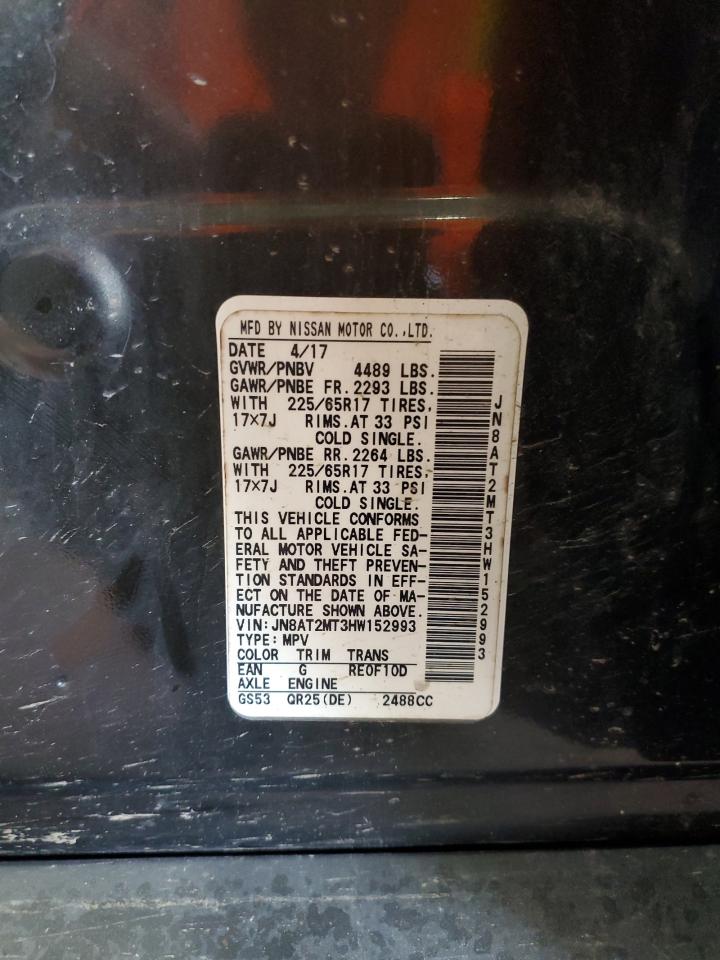 MFD BY NISSAN MOTOR CO.,LTD.
DATE 4/17
GVWR/PNBV 4489 LBS.
GAWR/PNBE FR.2293 LBS.
WITH 225/65R17 TIRES,
17×7J RIMS.AT 33 PSI
COLD SINGLE.
GAWR/PNBE RR.2264 LBS.
WITH 225/65R17 TIRES,
17×7J RIMS.AT 33 PSI
COLD SINGLE.
THIS VEHICLE CONFORMS
TO ALL APPLICABLE FED-
ERAL MOTOR VEHICLE SA-
FETY AND THEFT PREVEN-
TION STANDARDS IN EFF-
ECT ON THE DATE OF MA-
NUFACTURE SHOWN ABOVE.
VIN:JN8AT2MT3HW152993
TYPE:MPV
COLOR TRIM TRANS
EAN G RE0F10D
AXLE ENGINE
GS53 QR25(DE) 2488CC
JN8AT2MT3HW152993